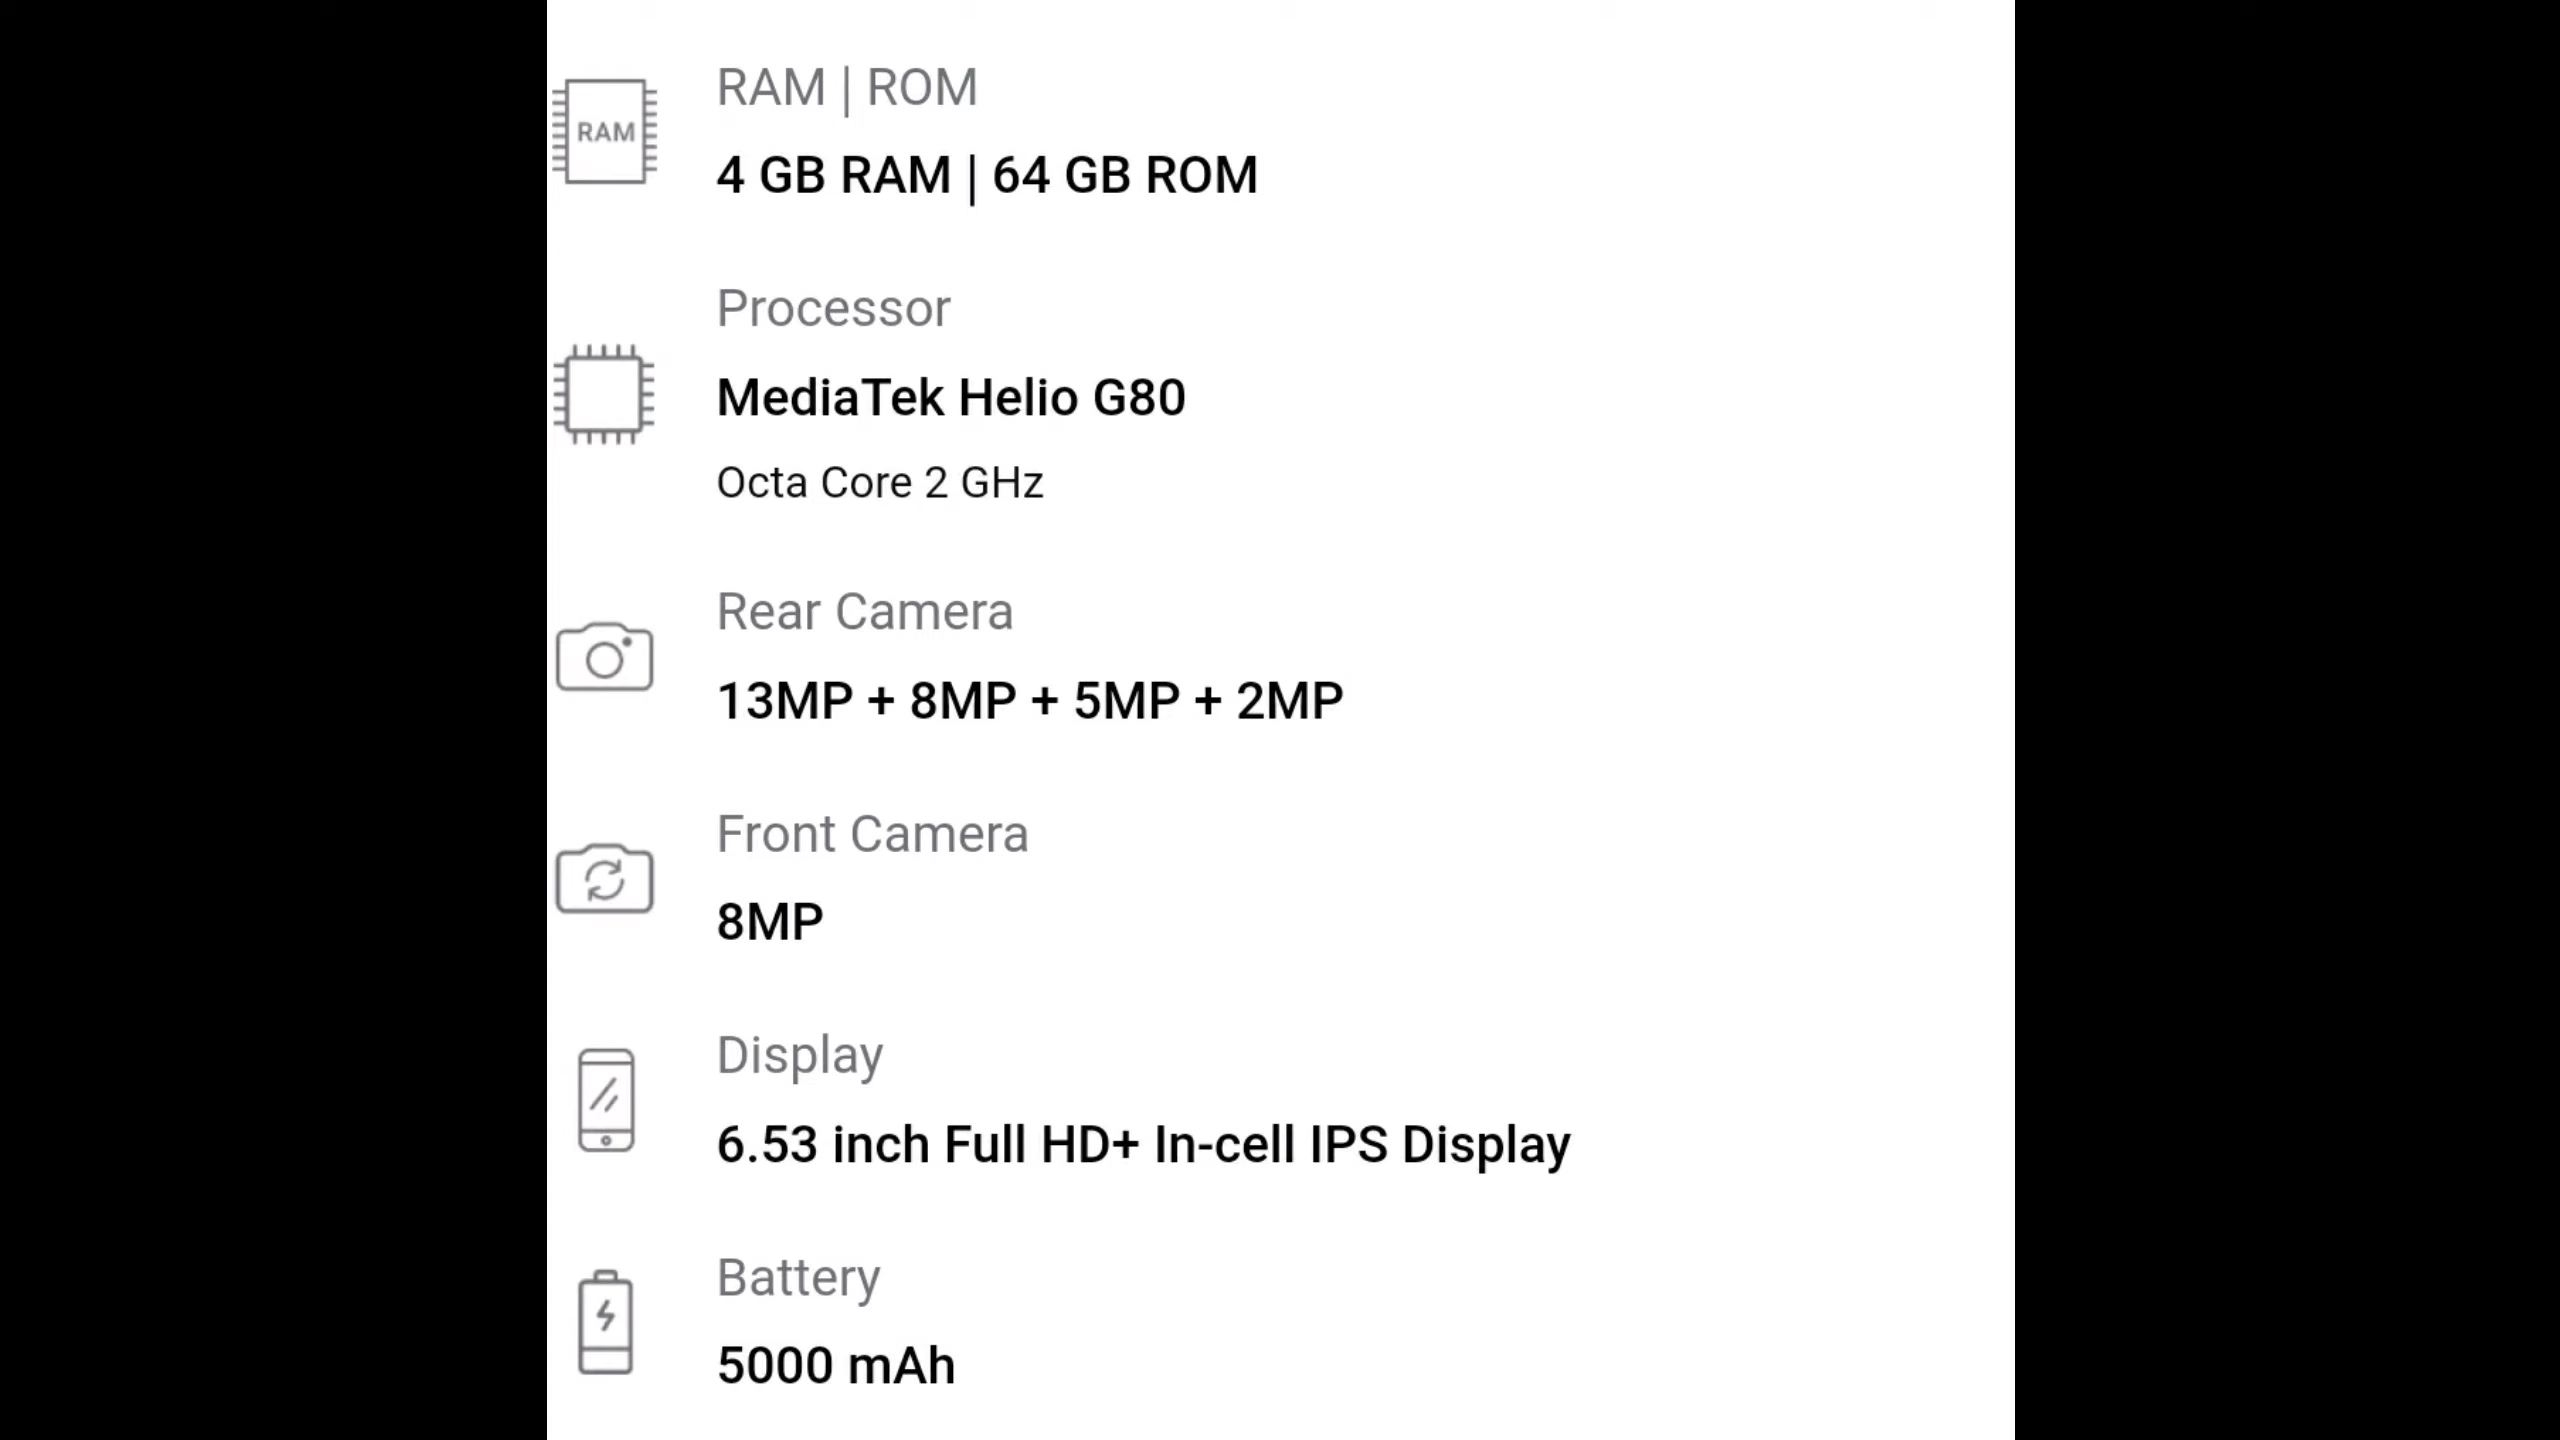 RAM | ROM
RAM
4 GB RAM | 64 GB ROM
Processor
MediaTek Helio G80
Octa Core 2 GHz
Rear Camera
13MP + 8MP + 5MP + 2MP
Front Camera
8MP
Display
6.53 inch Full HD+ In-cell IPS Display
Battery
5000 mAh